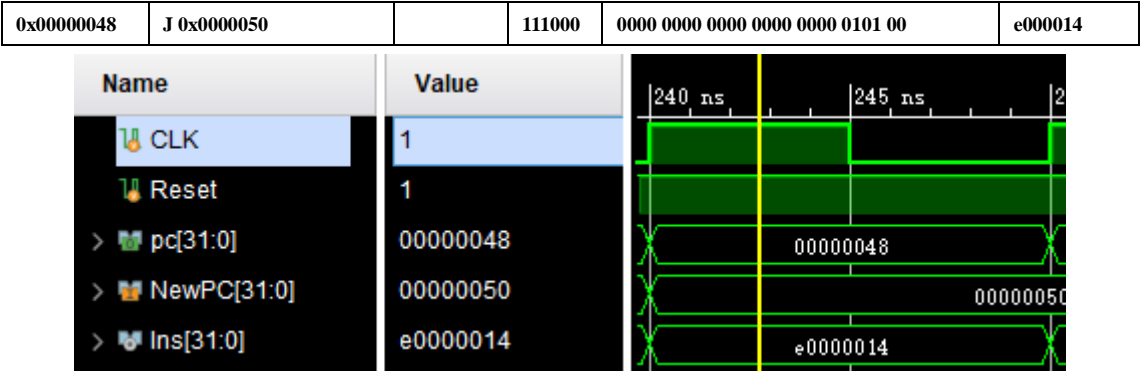 0x00000048 J 0x0000050 111000 0000 0000 0000 0000 0000 0101 00 e000014
Name Value 240 ns 245 ns 2
CLK 1
Reset 1
> pc[31:0] 00000048 00000048
> NewPC[31:0] 00000050 00000050
> Ins[31:0] e0000014 e0000014